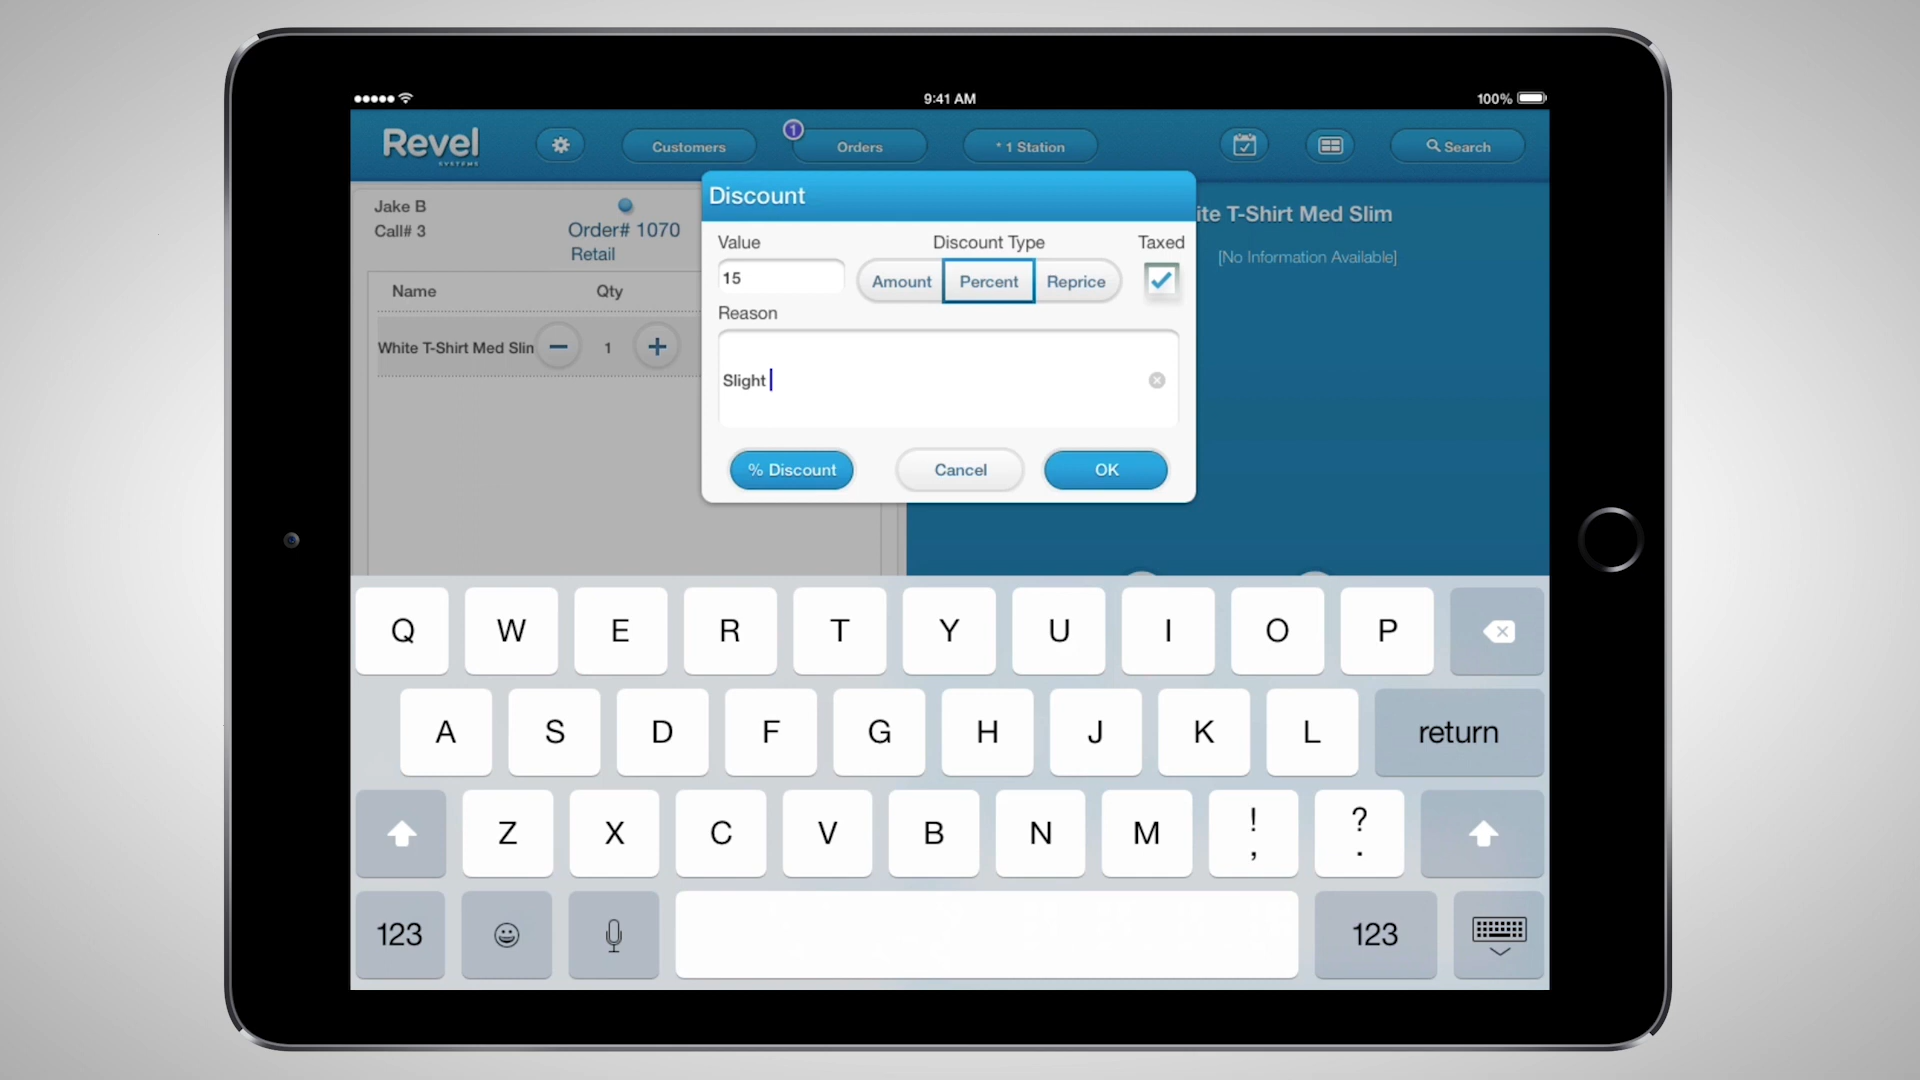 9:41 AM
100%
Revel
SYSTEMS
Customers
1
Orders
* 1 Station
Search
Jake B
Call# 3
Order# 1070
Retail
Name
Qty
White T-Shirt Med Slin
1
Discount
Value
Discount Type
Taxed
15
Amount
Percent
Reprice
Reason
Slight
% Discount
Cancel
OK
ite T-Shirt Med Slim
[No Information Available]
Q W E R T Y U I O P
A S D F G H J K L return
Z X C V B N M ! , ? .
123
123